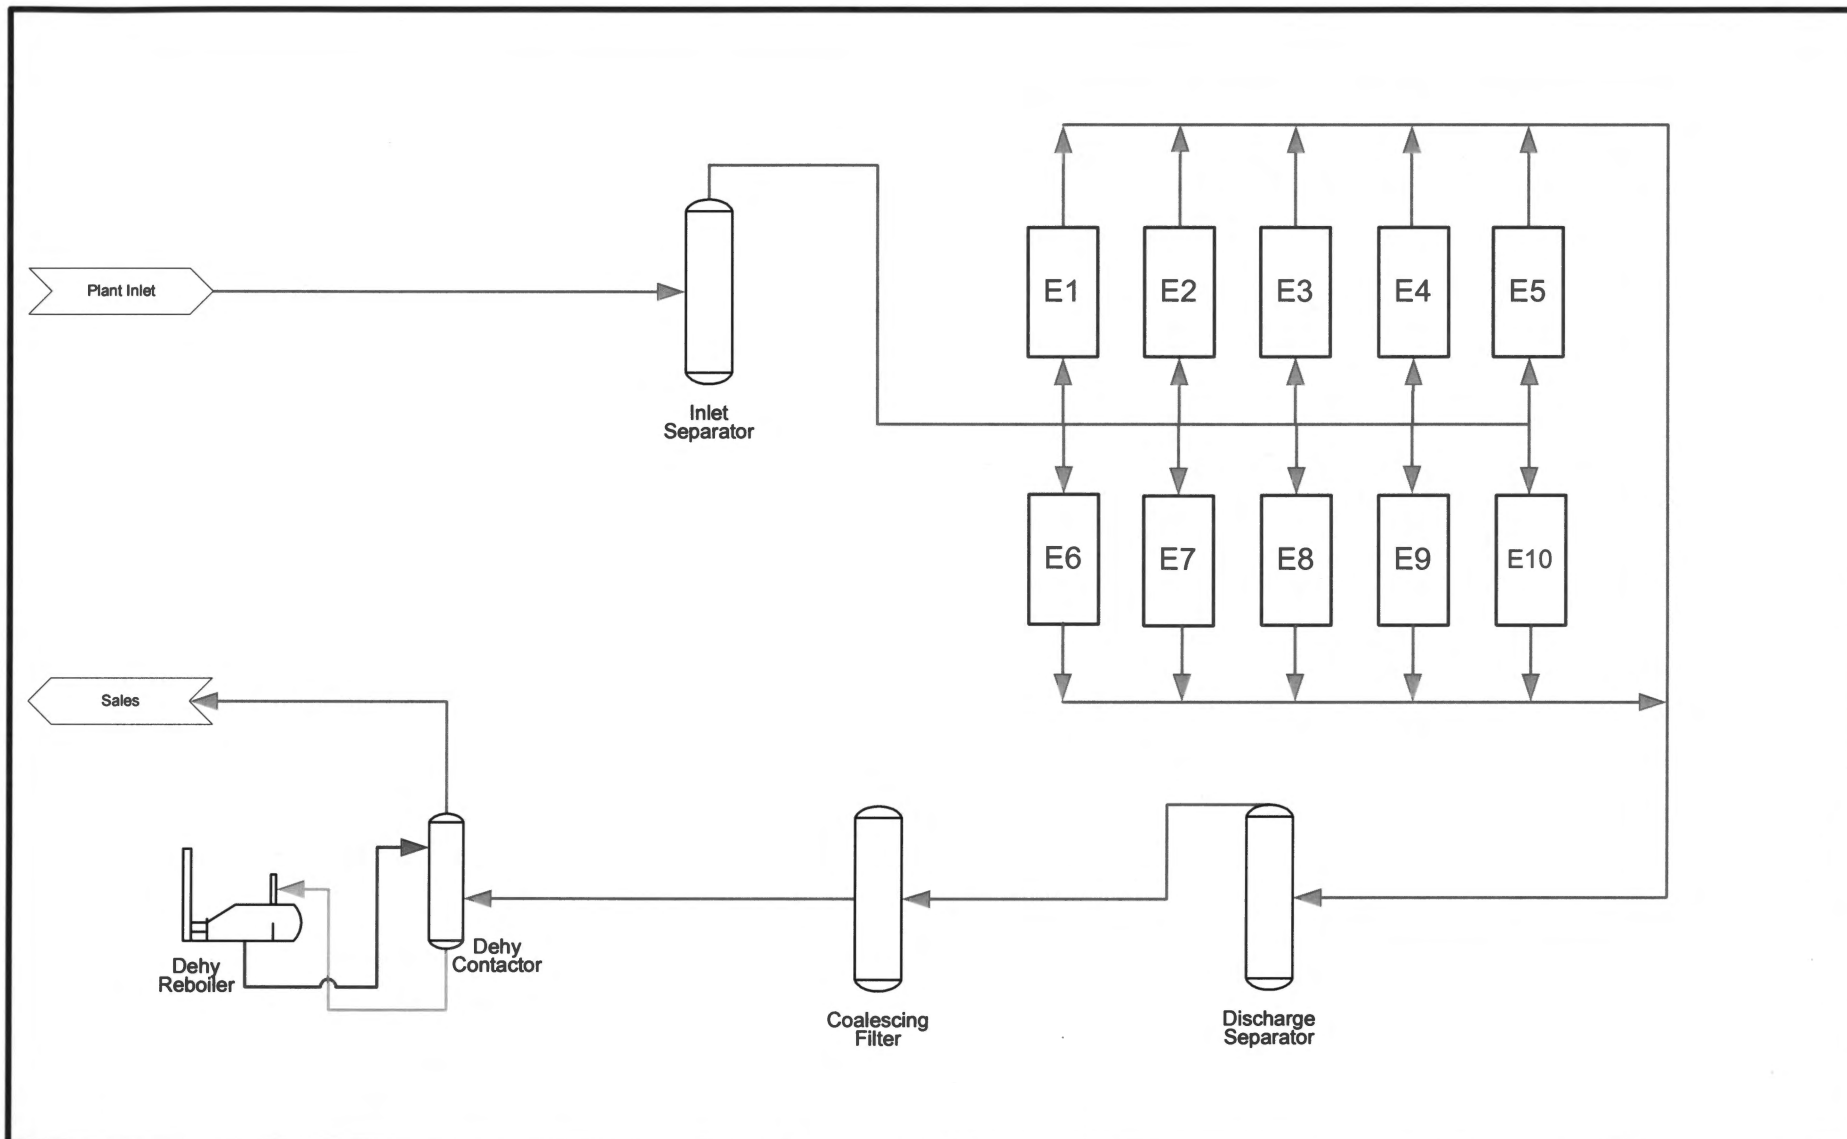 Plant Inlet
Inlet
Separator
E1
E2
E3
E4
E5
E6
E7
E8
E9
E10
Sales
Dehy
Reboiler
Dehy
Contactor
Coalescing
Filter
Discharge
Separator